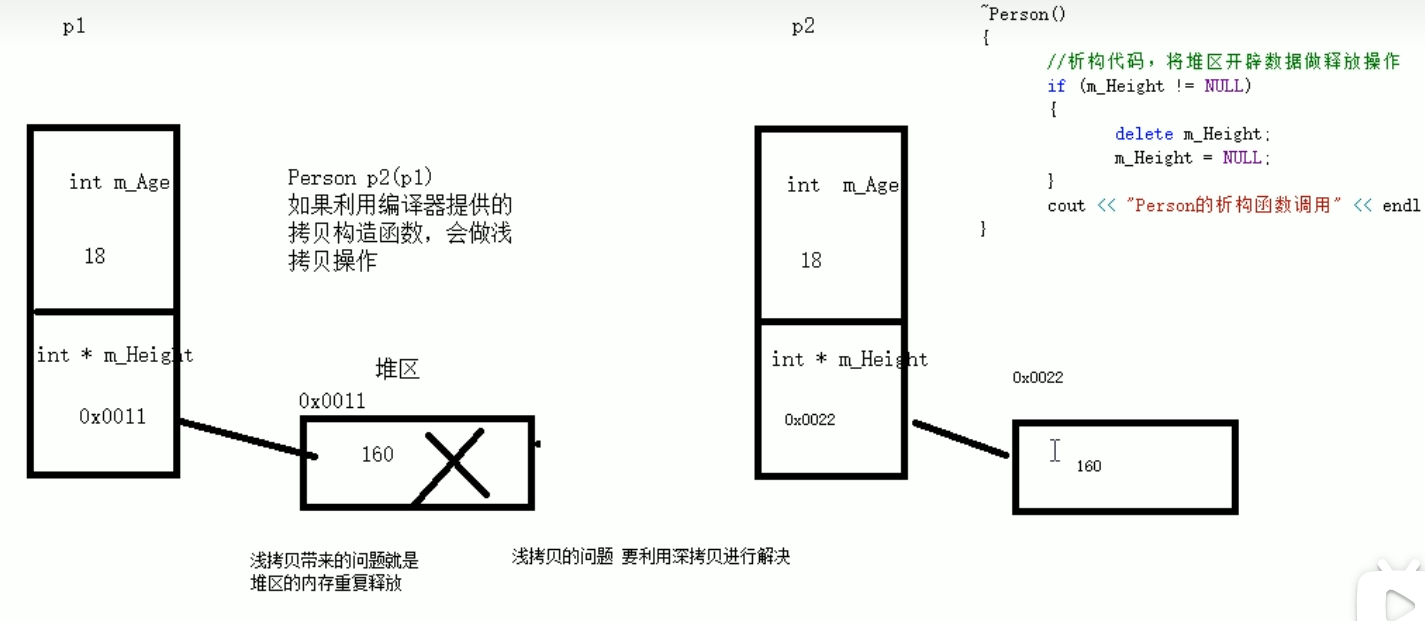 p1
int m_Age
18
int * m_Height
0x0011
Person p2(p1)
如果利用编译器提供的
拷贝构造函数，会做浅
拷贝操作
堆区
0x0011
160
浅拷贝带来的问题就是
堆区的内存重复释放
浅拷贝的问题 要利用深拷贝进行解决
p2
int  m_Age
18
int * m_Height
0x0022
0x0022
160
~Person()
{
//析构代码，将堆区开辟数据做释放操作
if (m_Height != NULL)
{
delete m_Height;
m_Height = NULL;
}
cout << "Person的析构函数调用" << endl
}